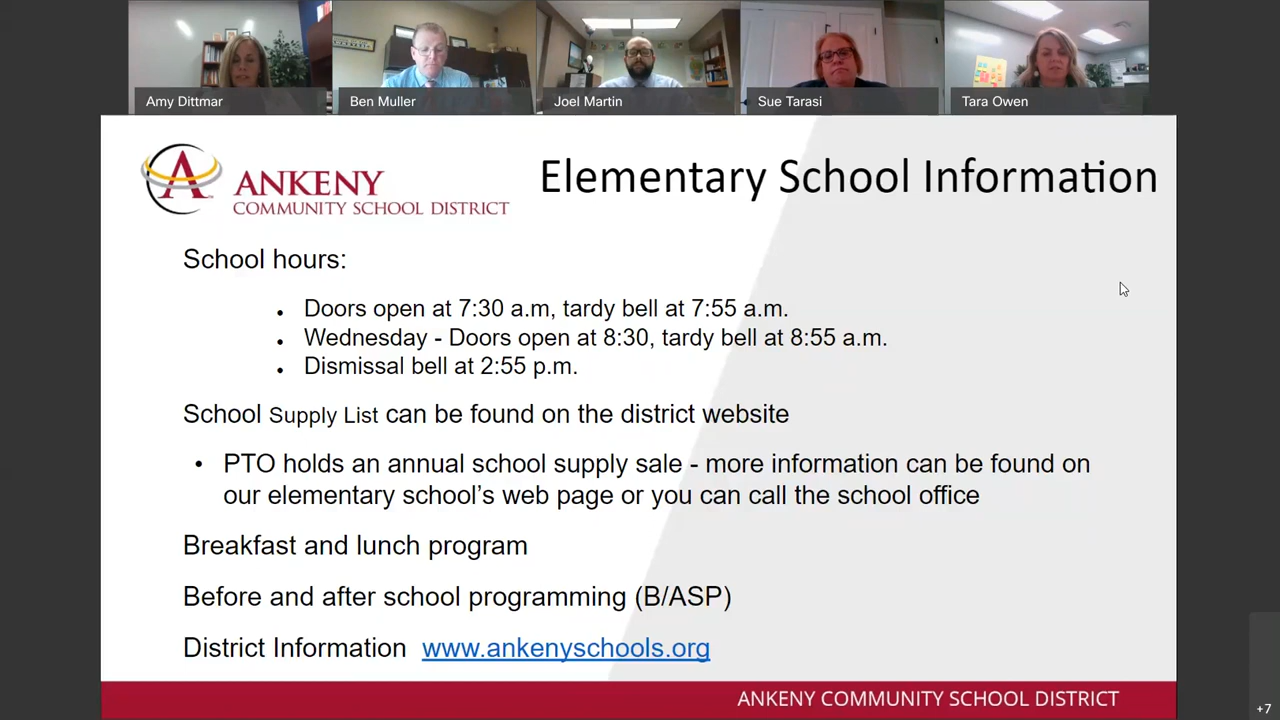 Amy Dittmar
Ben Muller
Joel Martin
Sue Tarasi
Tara Owen
A
ANKENY
COMMUNITY SCHOOL DISTRICT
Elementary School Information
School hours:
• Doors open at 7:30 a.m, tardy bell at 7:55 a.m.
• Wednesday - Doors open at 8:30, tardy bell at 8:55 a.m.
• Dismissal bell at 2:55 p.m.
School Supply List can be found on the district website
• PTO holds an annual school supply sale - more information can be found on
our elementary school's web page or you can call the school office
Breakfast and lunch program
Before and after school programming (B/ASP)
District Information www.ankenyschools.org
ANKENY COMMUNITY SCHOOL DISTRICT
+7